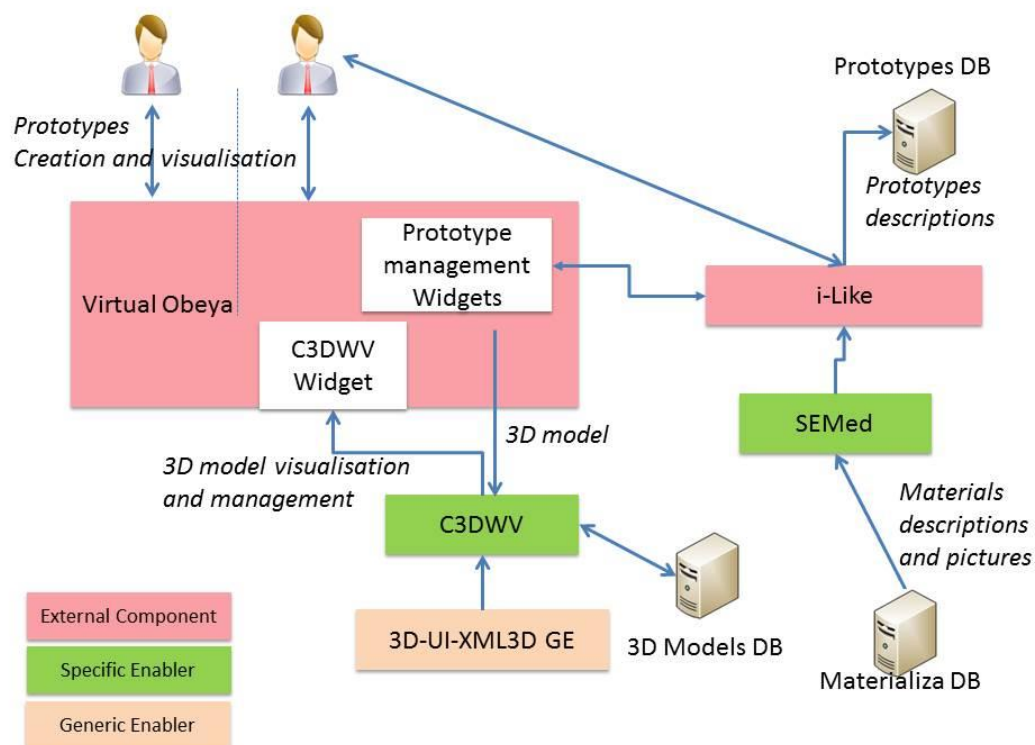 Prototypes DB
Prototypes
Creation and visualisation
Prototypes
descriptions
Prototype
management
Widgets
Virtual Obeya
i-Like
C3DWV
Widget
SEMed
3D model
3D model visualisation
and management
C3DWV
Materials
descriptions
and pictures
External Component
Specific Enabler
Generic Enabler
3D-UI-XML3D GE
3D Models DB
Materializa DB